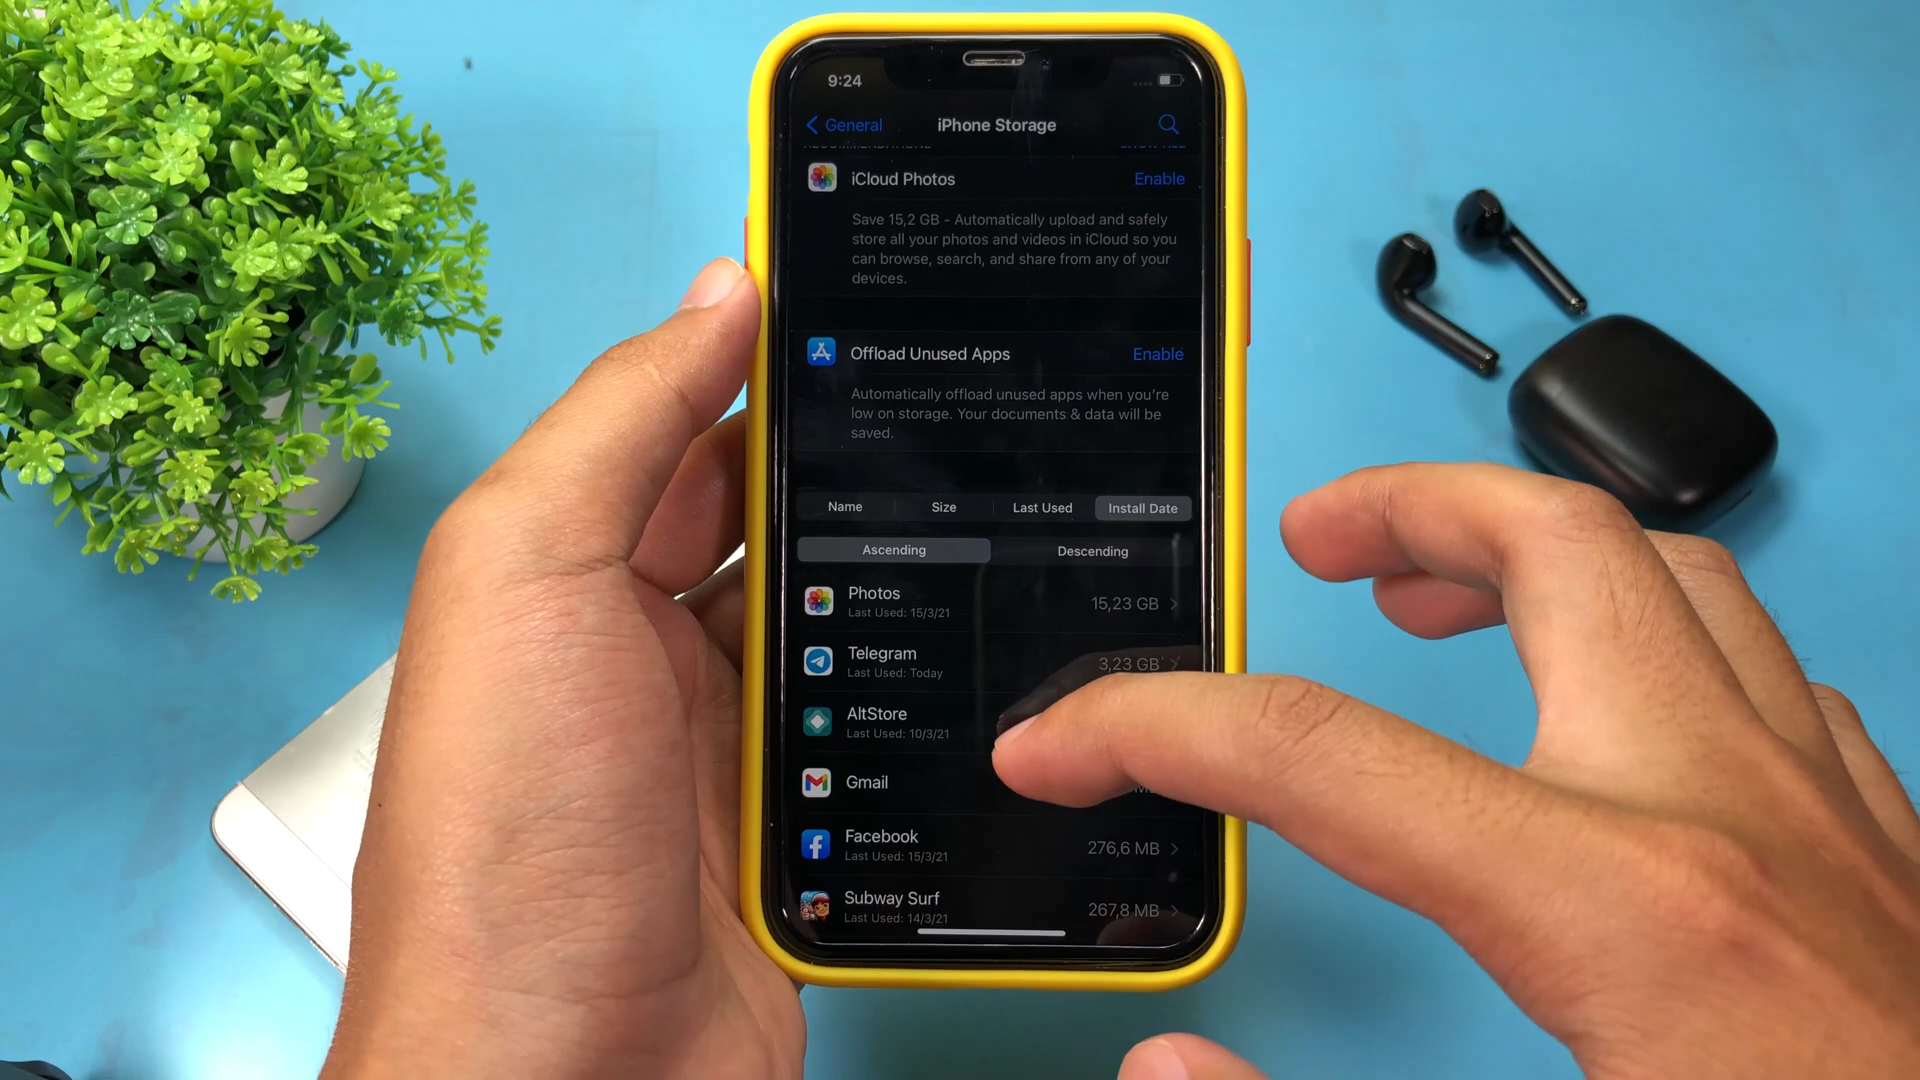 9:24
General
iPhone Storage
iCloud Photos
Enable
Save 15,2 GB - Automatically upload and safely
store all your photos and videos in iCloud so you
can browse, search, and share from any of your
devices.
Offload Unused Apps
Enable
Automatically offload unused apps when you're
low on storage. Your documents & data will be
saved.
Name
Size
Last Used
Install Date
Ascending
Descending
Photos
15,23 GB
Last Used: 15/3/21
Telegram
3,23 GB
Last Used: Today
AltStore
Last Used: 10/3/21
Gmail
Facebook
276,6 MB
Last Used: 15/3/21
Subway Surf
267,8 MB
Last Used: 14/3/21